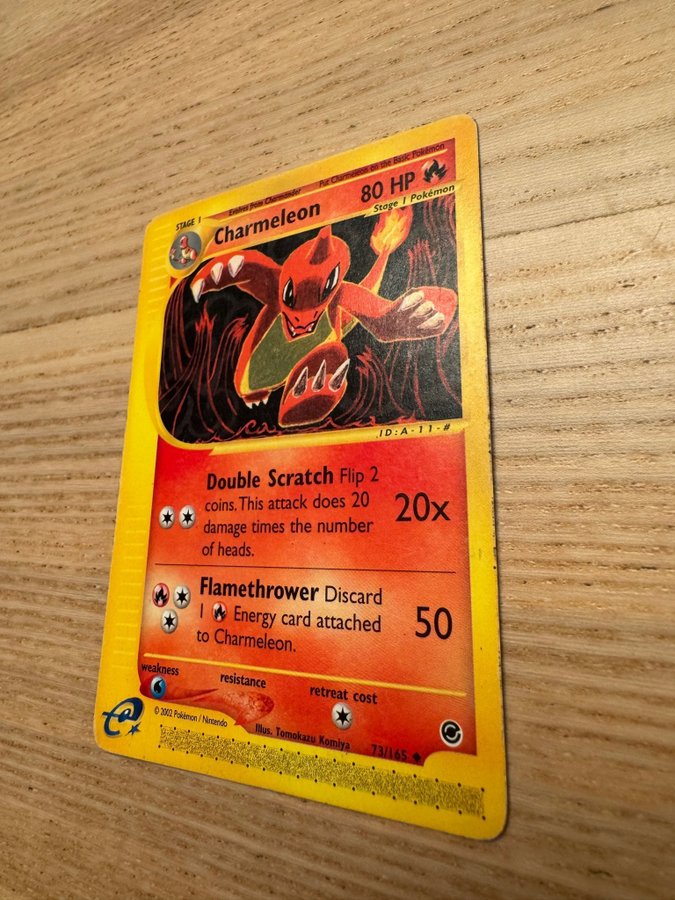 Evolves from Charmander Put Charmeleon on the Basic Pokémon
STAGE 1
Charmeleon 80 HP
Stage 1 Pokémon
ID:A-11-#
Double Scratch Flip 2
coins. This attack does 20
damage times the number
of heads.
20x
Flamethrower Discard
1 Energy card attached
to Charmeleon.
50
weakness resistance retreat cost
e
© 2002 Pokémon / Nintendo
Illus. Tomokazu Komiya
73/165